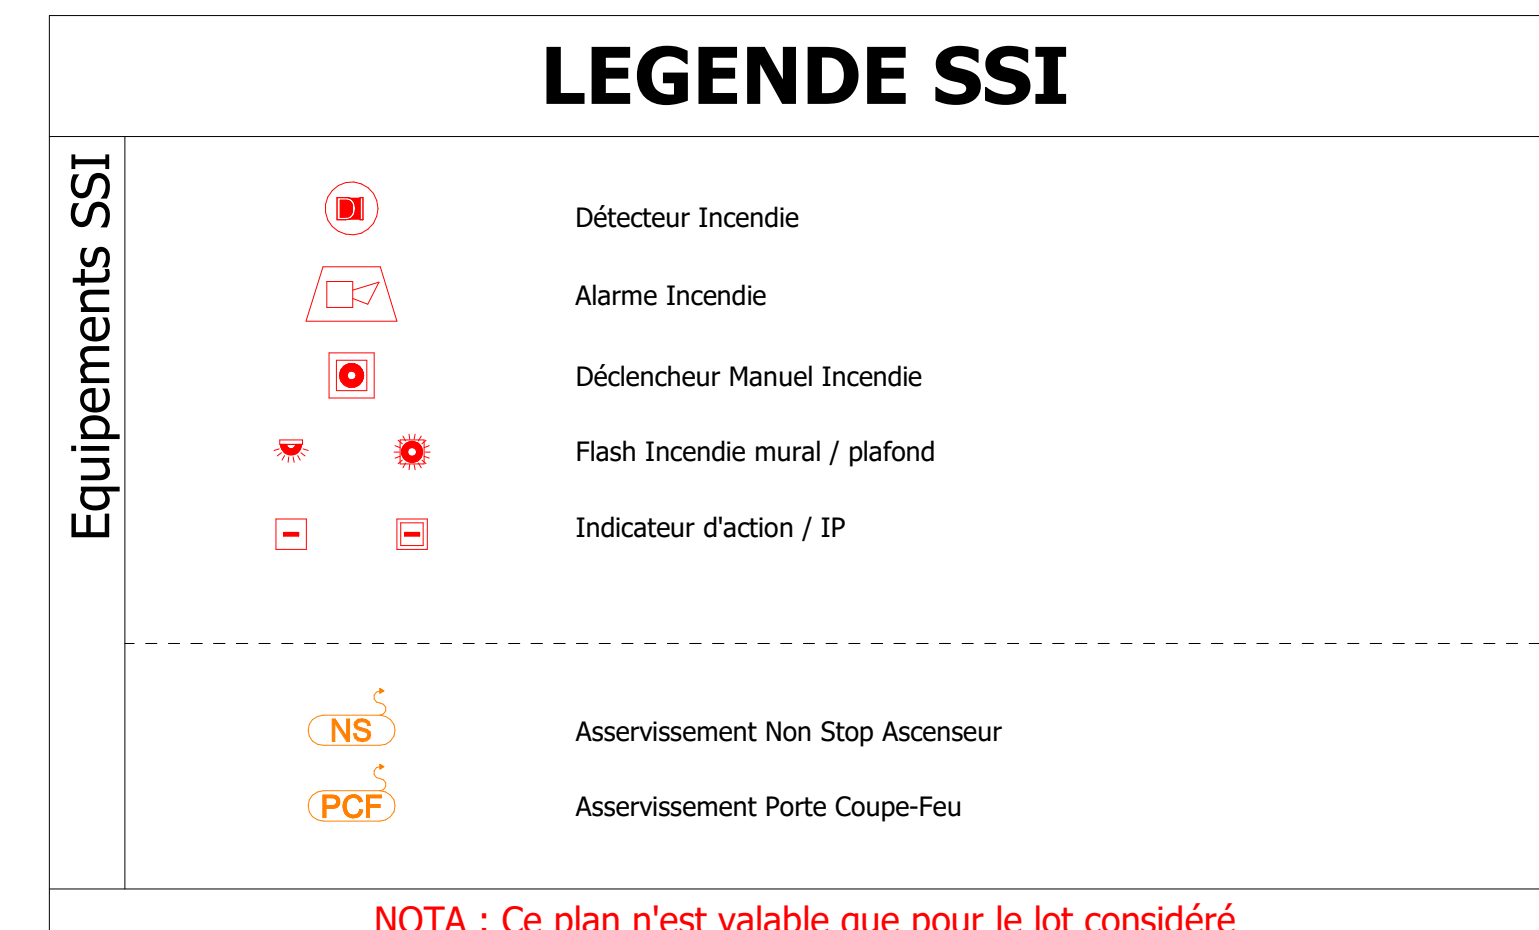 LEGENDE SSI
Equipements SSI
DI
Détecteur Incendie
Alarme Incendie
Déclencheur Manuel Incendie
Flash Incendie mural / plafond
Indicateur d'action / IP
NS
Asservissement Non Stop Ascenseur
PCF
Asservissement Porte Coupe-Feu
NOTA : Ce plan n'est valable que pour le lot considéré